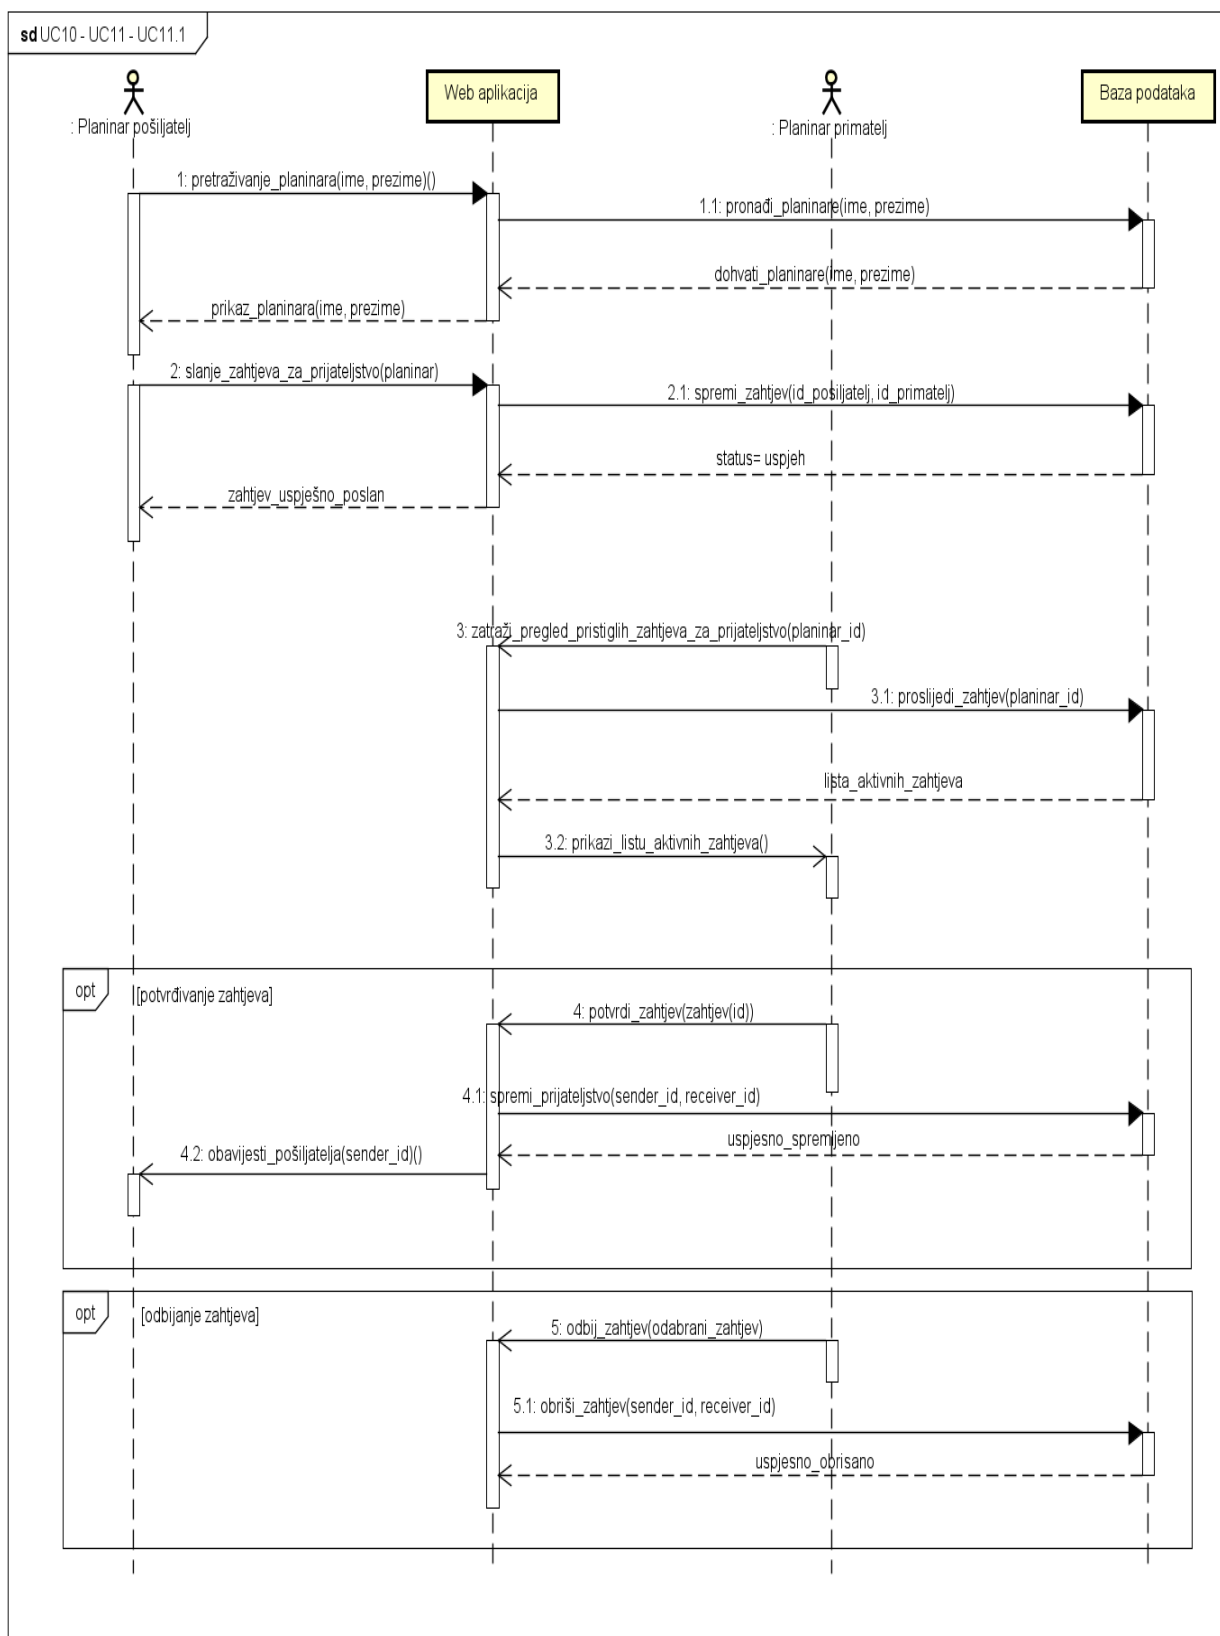 sd UC10 - UC11 - UC11.1
: Planinar pošiljatelj
Web aplikacija
: Planinar primatelj
Baza podataka
1: pretraživanje_planinara(ime, prezime)()
1.1: pronađi_planinare(ime, prezime)
dohvati_planinare(ime, prezime)
prikaz_planinara(ime, prezime)
2: slanje_zahtjeva_za_prijateljstvo(planinar)
2.1: spremi_zahtjev(id_posiljatelj, id_primatelj)
status= uspjeh
zahtjev_uspješno_poslan
3: zatraži_pregled_pristiglih_zahtjeva_za_prijateljstvo(planinar_id)
3.1: proslijedi_zahtjev(planinar_id)
lista_aktivnih_zahtjeva
3.2: prikazi_listu_aktivnih_zahtjeva()
opt
[potvrđivanje zahtjeva]
4: potvrdi_zahtjev(zahtjev(id))
4.1: spremi_prijateljstvo(sender_id, receiver_id)
uspjesno_spremljeno
4.2: obavijesti_pošiljatelja(sender_id)()
opt
[odbijanje zahtjeva]
5: odbij_zahtjev(odabrani_zahtjev)
5.1: obriši_zahtjev(sender_id, receiver_id)
uspjesno_obrisano